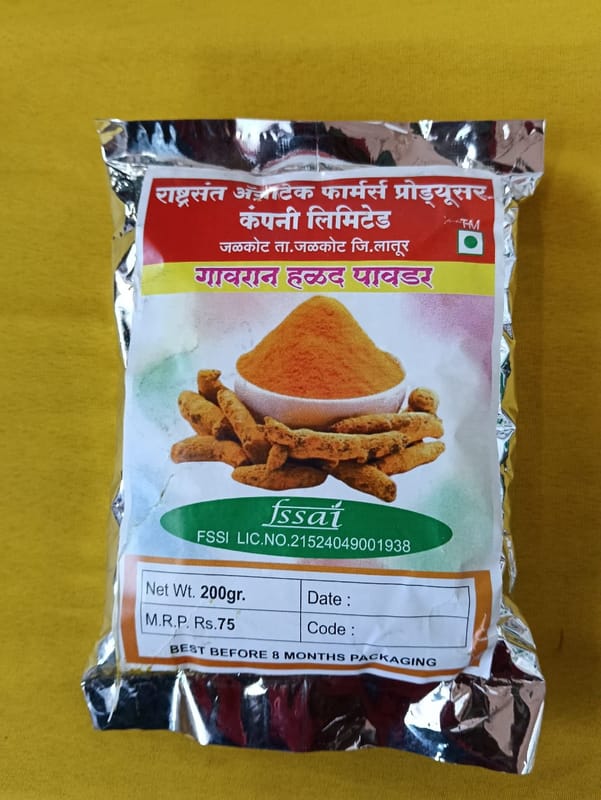 राष्ट्रसंत ॲग्रोटेक फार्मर्स प्रोड्यूसर
कंपनी लिमिटेड
TM
जळकोट ता.जळकोट जि.लातूर
गावरान हळद पावडर
fssai
FSSI LIC.NO.21524049001938
Net Wt. 200gr.
Date :
M.R.P. Rs.75
Code :
BEST BEFORE 8 MONTHS PACKAGING